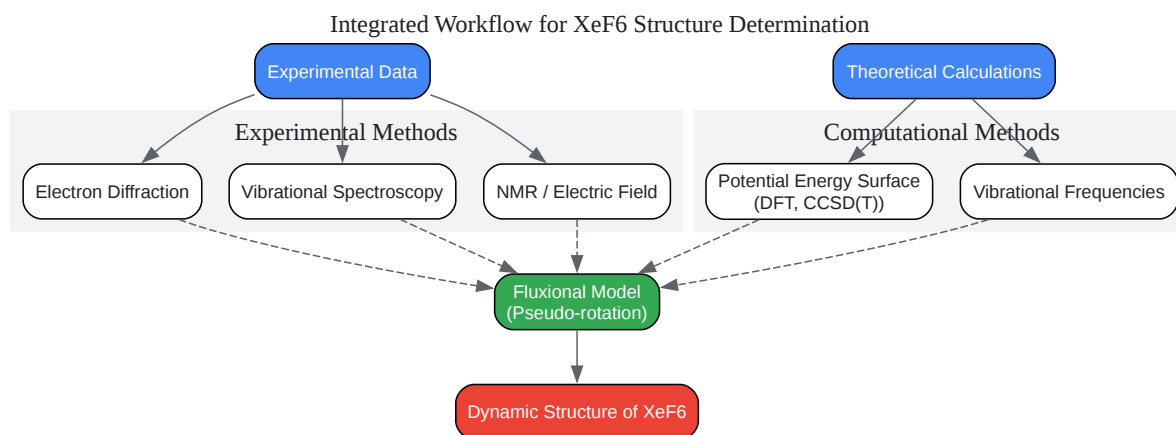 Integrated Workflow for XeF6 Structure Determination
Experimental Data
Theoretical Calculations
Experimental Methods
Computational Methods
Electron Diffraction
Vibrational Spectroscopy
NMR / Electric Field
Potential Energy Surface
(DFT, CCSD(T))
Vibrational Frequencies
Fluxional Model
(Pseudo-rotation)
Dynamic Structure of XeF6